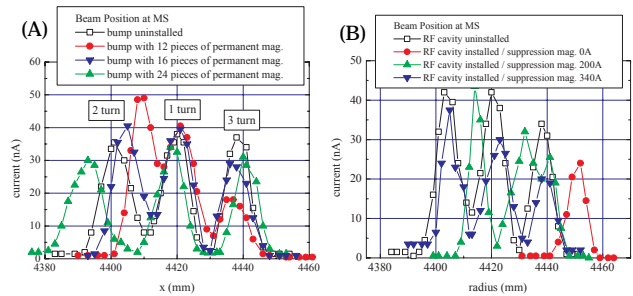 (A)
Beam Position at MS
bump uninstalled
bump with 12 pieces of permanent mag.
bump with 16 pieces of permanent mag.
bump with 24 pieces of permanent mag.
60
50
40
30
20
10
0
current (nA)
2 turn
1 turn
3 turn
4380
4400
4420
4440
4460
x (mm)
(B)
Beam Position at MS
RF cavity uninstalled
RF cavity installed / suppression mag. 0A
RF cavity installed / suppression mag. 200A
RF cavity installed / suppression mag. 340A
50
40
30
20
10
0
current (nA)
4380
4400
4420
4440
4460
radius (mm)